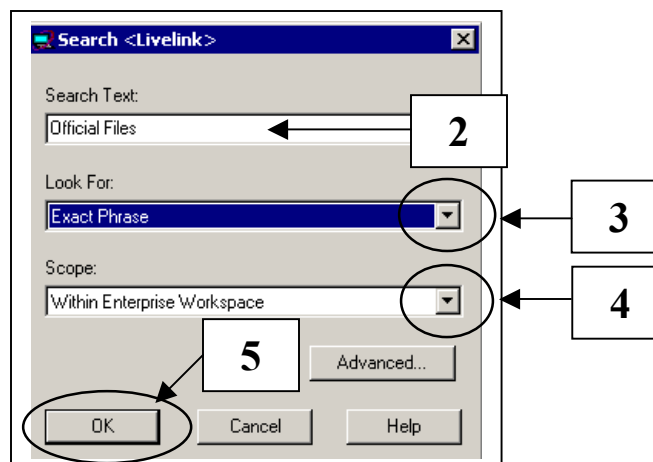 Search <Livelink>
Search Text:
Official Files
2
Look For:
Exact Phrase
3
Scope:
Within Enterprise Workspace
4
5
Advanced...
OK Cancel Help